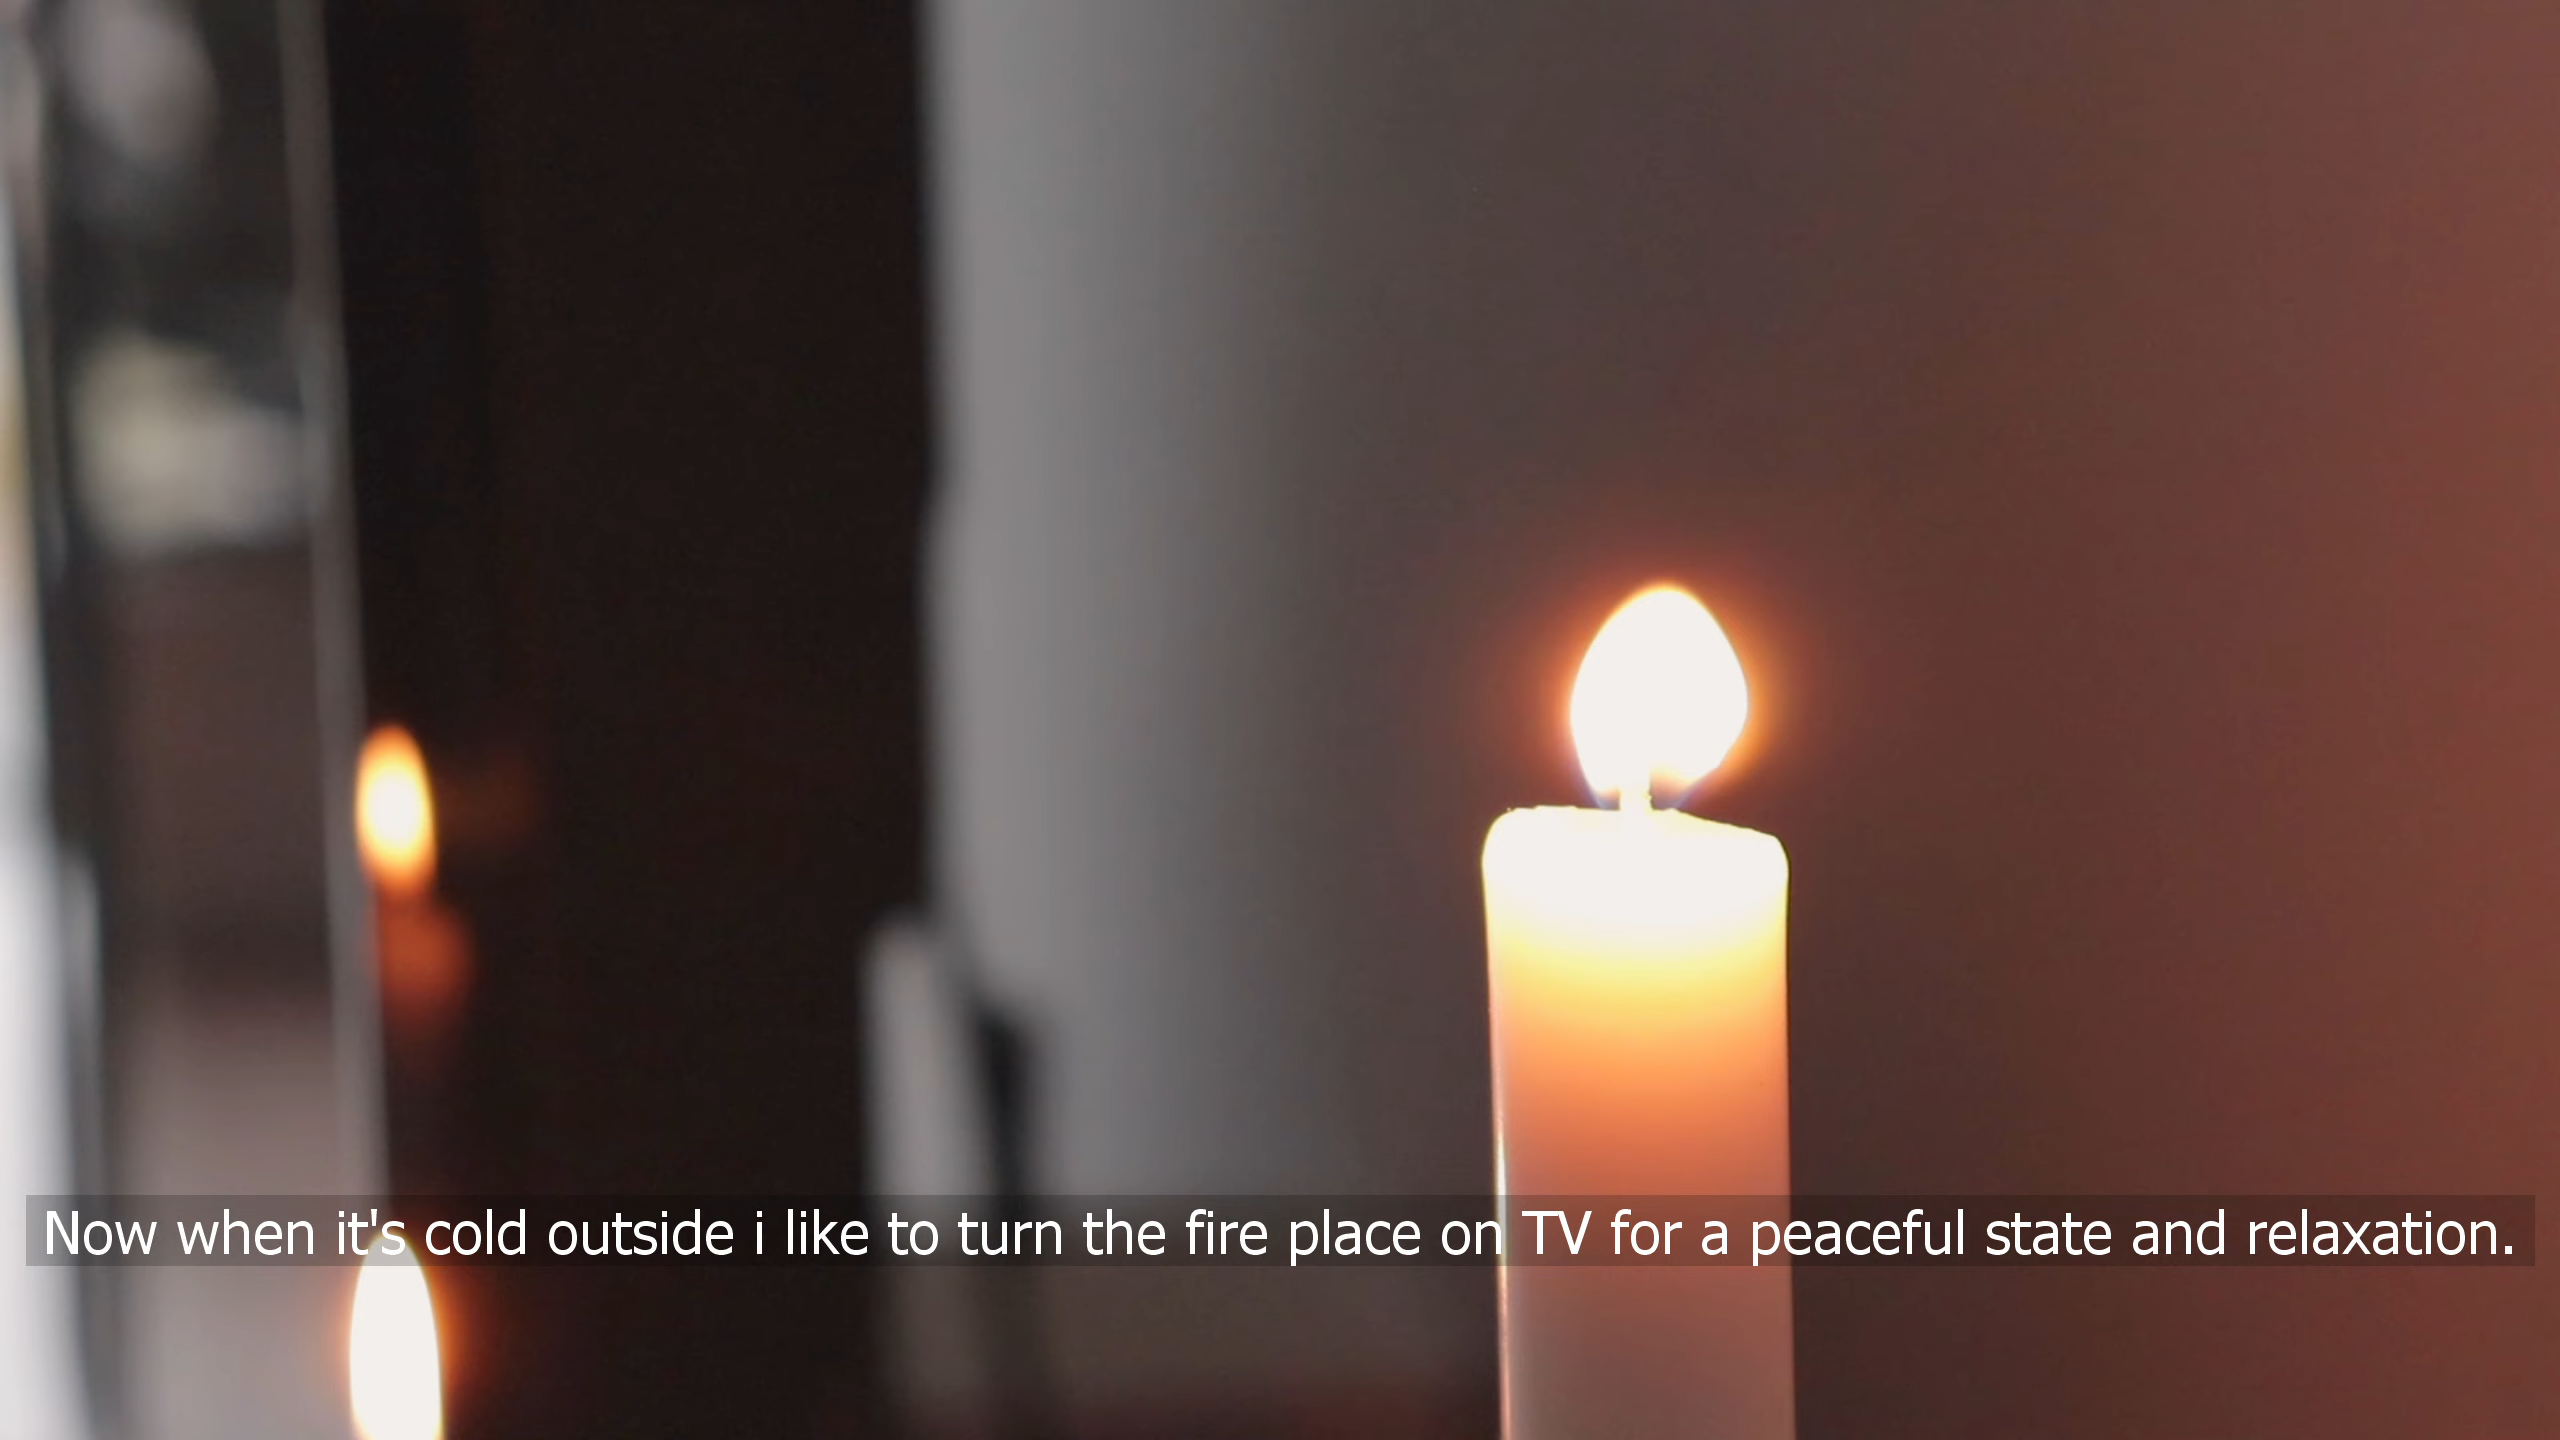 Now when it's cold outside i like to turn the fire place on TV for a peaceful state and relaxation.